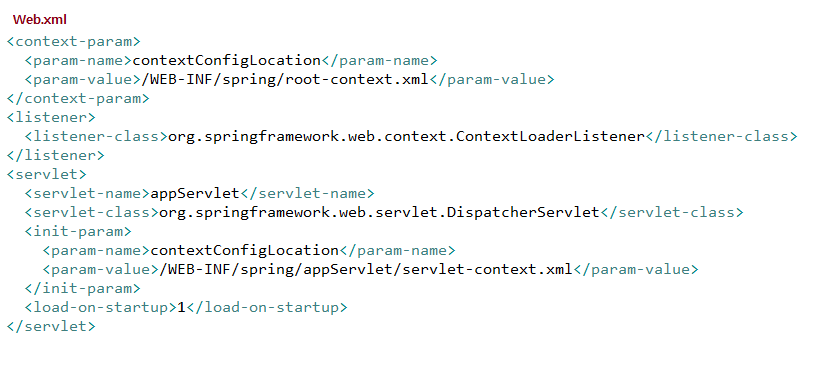 Web.xml
<context-param>
<param-name>contextConfigLocation</param-name>
<param-value>/WEB-INF/spring/root-context.xml</param-value>
</context-param>
<listener>
<listener-class>org.springframework.web.context.ContextLoaderListener</listener-class>
</listener>
<servlet>
<servlet-name>appServlet</servlet-name>
<servlet-class>org.springframework.web.servlet.DispatcherServlet</servlet-class>
<init-param>
<param-name>contextConfigLocation</param-name>
<param-value>/WEB-INF/spring/appServlet/servlet-context.xml</param-value>
</init-param>
<load-on-startup>1</load-on-startup>
</servlet>